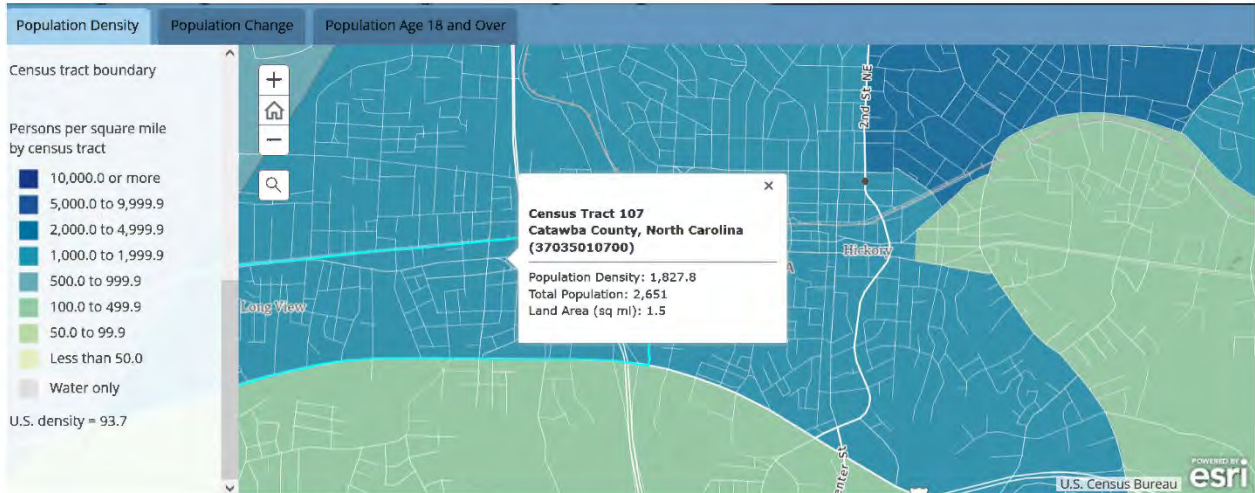 Population Density
Population Change
Population Age 18 and Over
Census tract boundary
Persons per square mile
by census tract
10,000.0 or more
5,000.0 to 9,999.9
2,000.0 to 4,999.9
1,000.0 to 1,999.9
500.0 to 999.9
100.0 to 499.9
50.0 to 99.9
Less than 50.0
Water only
U.S. density = 93.7
2nd-St-NE
Census Tract 107
Catawba County, North Carolina
(37035010700)
Population Density: 1,827.8
Total Population: 2,651
Land Area (sq mi): 1.5
Hickory
Long View
U.S. Census Bureau
POWERED BY
esri